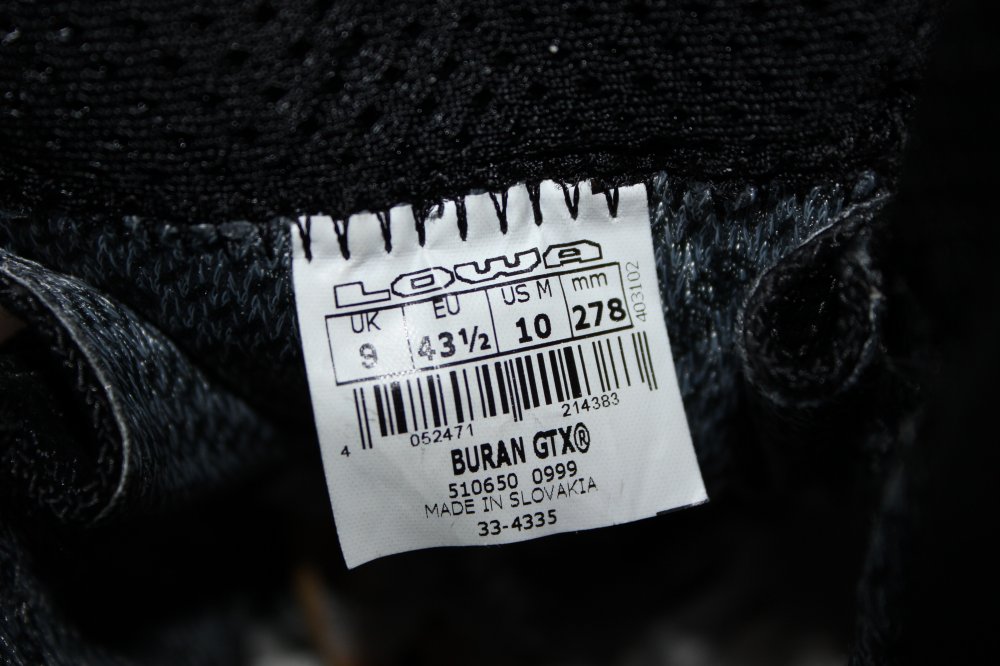 LOWA
UK EU US M mm
9 43½ 10 278
403102
4 052471 214383
BURAN GTX®
510650 0999
MADE IN SLOVAKIA
33-4335